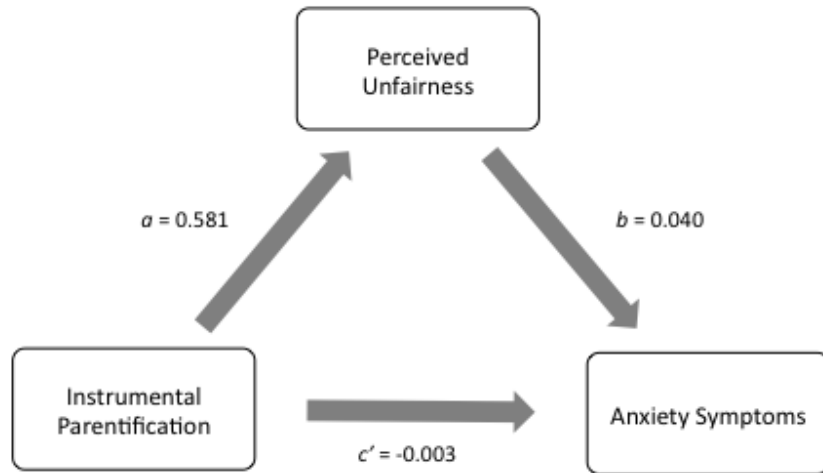 Perceived
Unfairness
a = 0.581
b = 0.040
Instrumental
Parentification
Anxiety Symptoms
c’ = -0.003